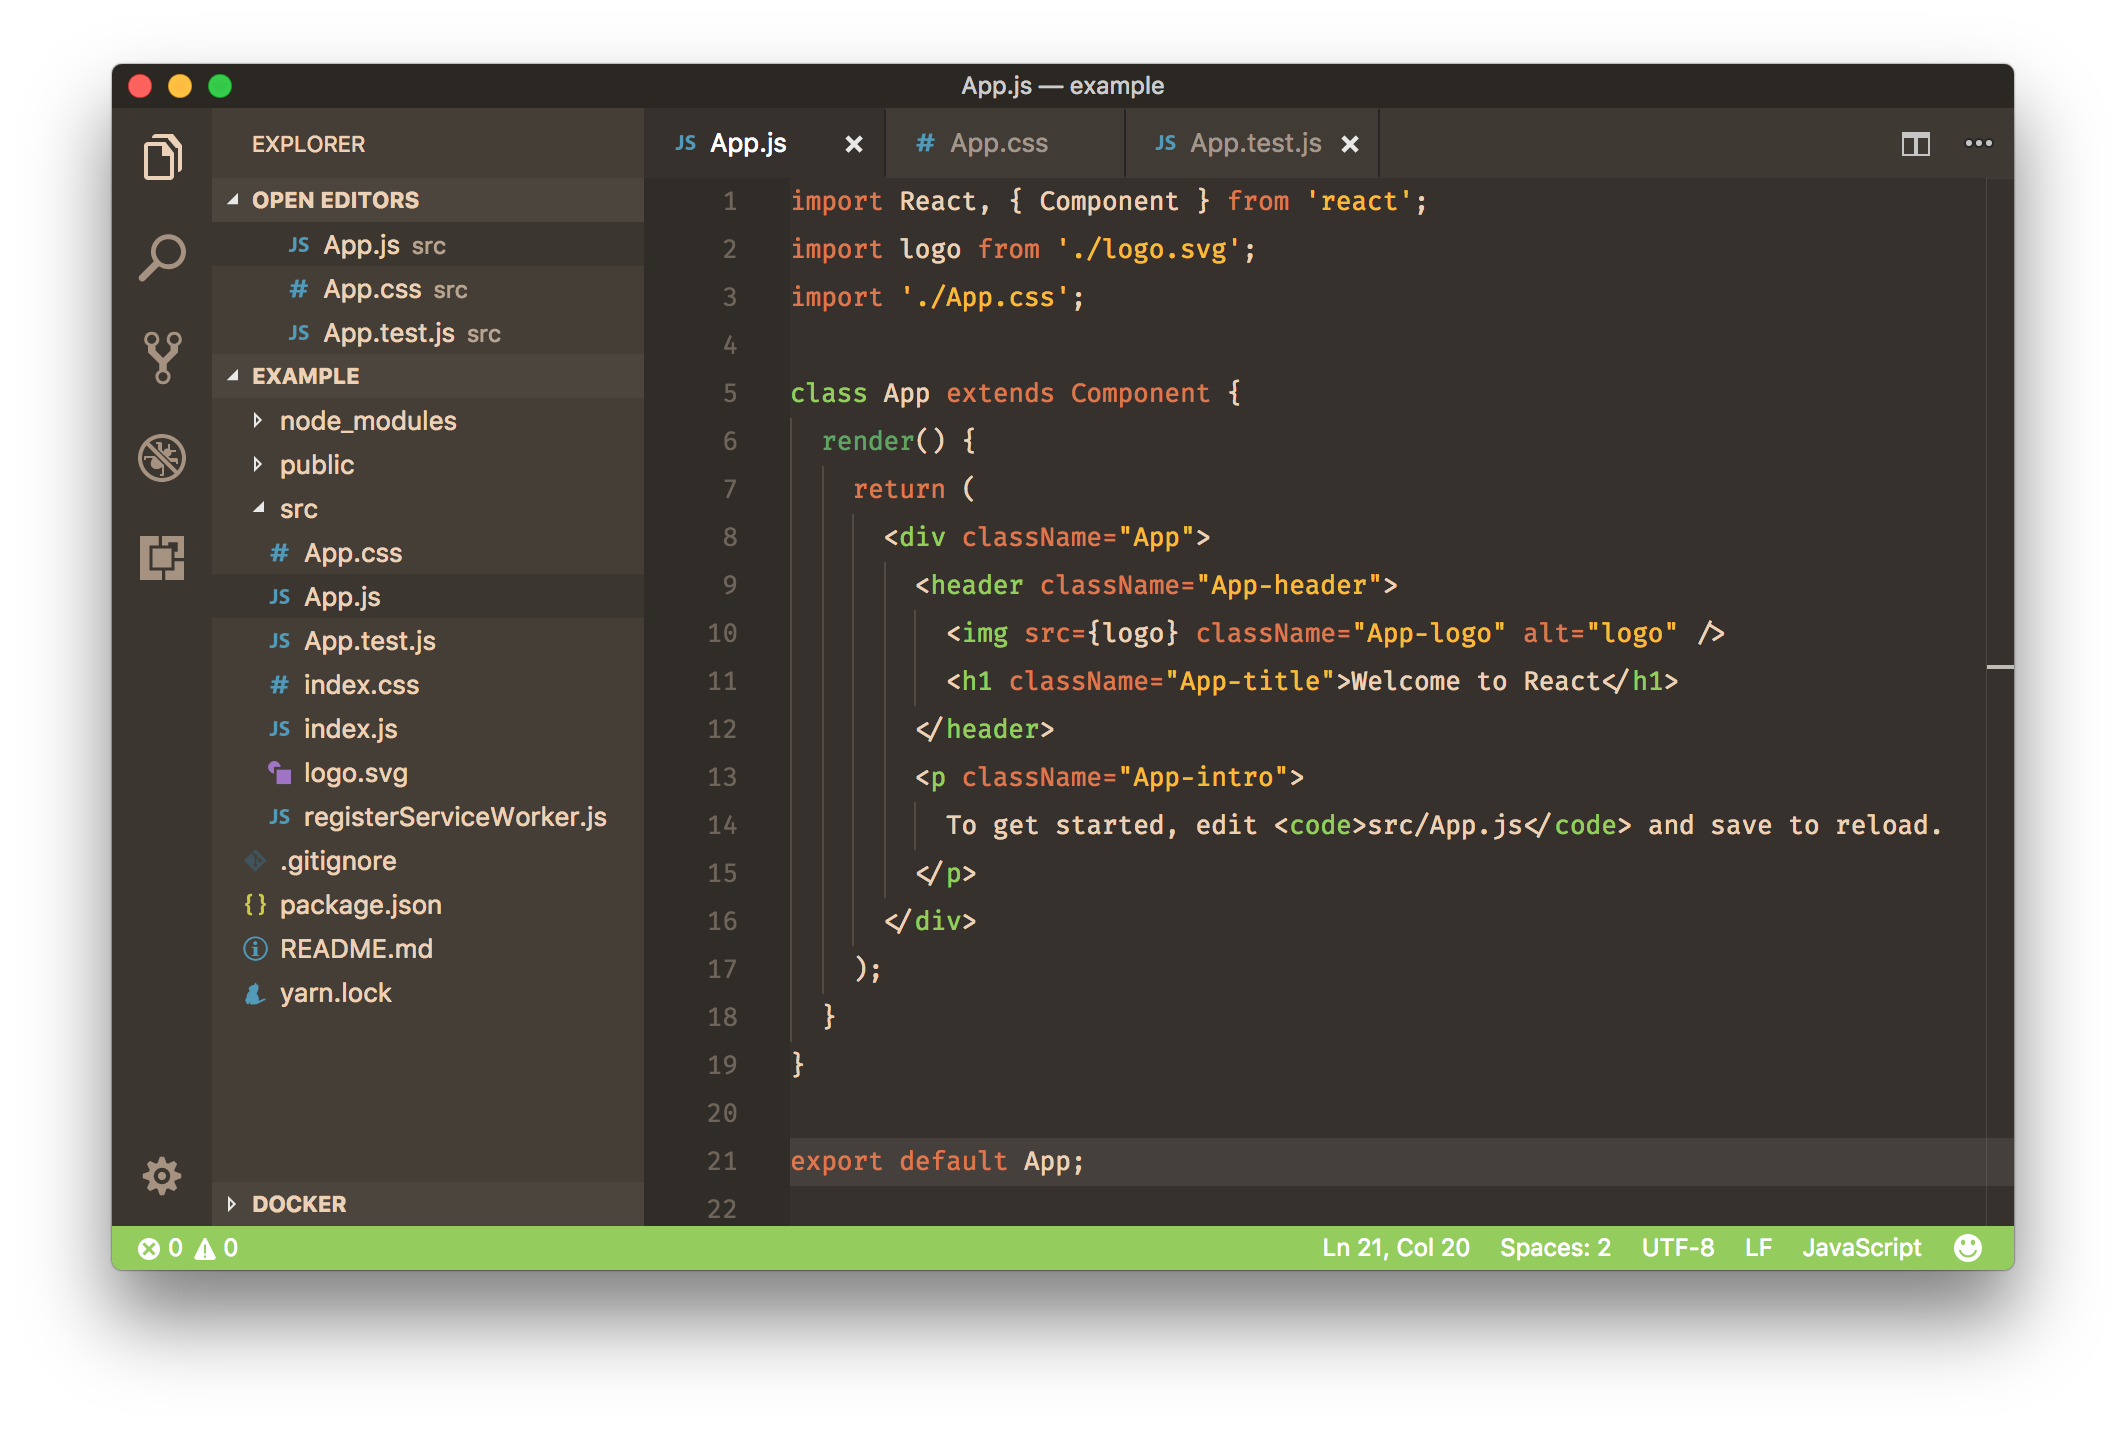 App.js — example
EXPLORER
OPEN EDITORS
JS App.js src
# App.css src
JS App.test.js src
EXAMPLE
node_modules
public
src
# App.css
JS App.js
JS App.test.js
# index.css
JS index.js
logo.svg
JS registerServiceWorker.js
.gitignore
{} package.json
README.md
yarn.lock
DOCKER
JS App.js
# App.css
JS App.test.js
1 import React, { Component } from 'react';
2 import logo from './logo.svg';
3 import './App.css';
4
5 class App extends Component {
6 render() {
7 return (
8 <div className="App">
9 <header className="App-header">
10 <img src={logo} className="App-logo" alt="logo" />
11 <h1 className="App-title">Welcome to React</h1>
12 </header>
13 <p className="App-intro">
14 To get started, edit <code>src/App.js</code> and save to reload.
15 </p>
16 </div>
17 );
18 }
19 }
20
21 export default App;
22
0 0
Ln 21, Col 20 Spaces: 2 UTF-8 LF JavaScript